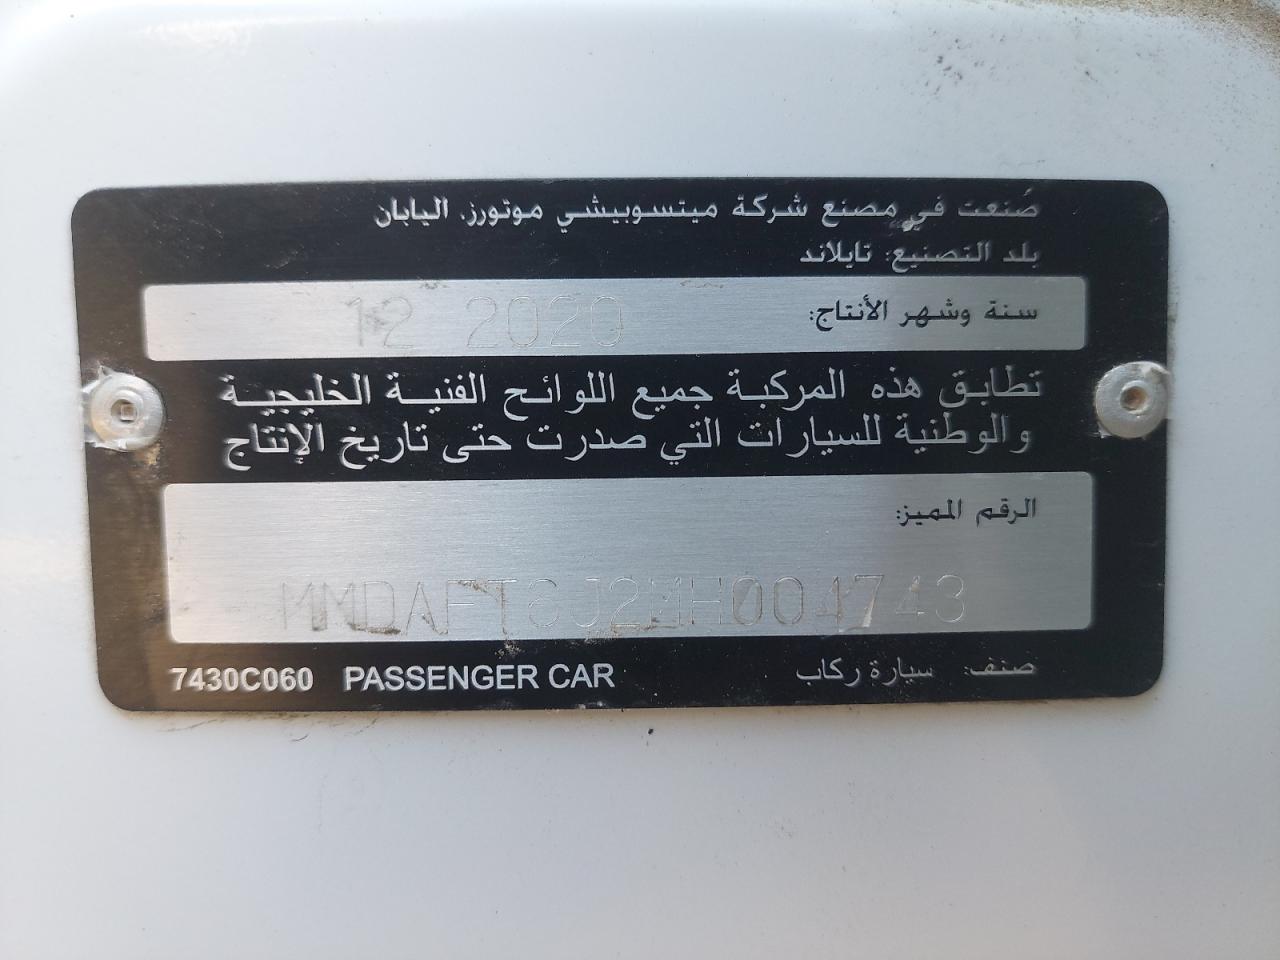 صُنعت في مصنع شركة ميتسوبيشي موتورز، اليابان
بلد التصنيع: تايلاند
سنة وشهر الأنتاج: 12 2020
تطابق هذه المركبة جميع اللوائح الفنية الخليجية
والوطنية للسيارات التي صدرت حتى تاريخ الإنتاج
الرقم المميز:
MMDAFT6J2MH004743
صنف: سيارة ركاب 7430C060 PASSENGER CAR